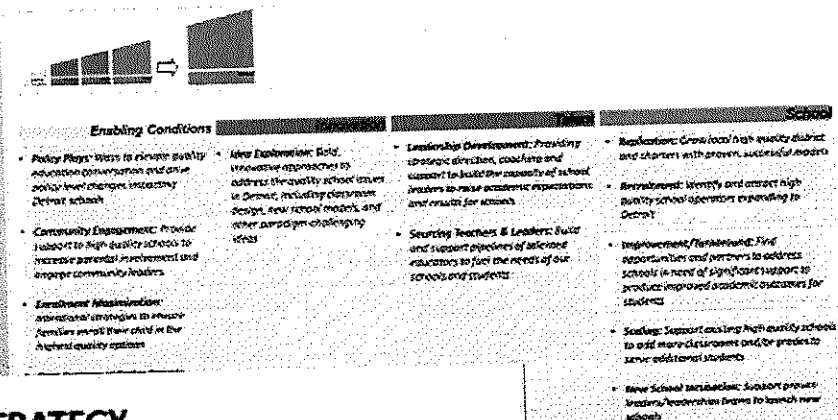 Enabling Conditions
• Policy Plays: Ways to elevate quality
education conversation and drive
policy level changes impacting
Detroit schools
• Community Engagement: Provide
support to high quality schools to
increase parental involvement and
engage community leaders
• Enrollment Maximization:
strategies to ensure
families enroll their child in the
highest quality options
Innovation
• Idea Exploration: Bold,
innovative approaches to
address the quality school issues
in Detroit, including classroom
design, new school models, and
other paradigm-challenging
ideas
Talent
• Leadership Development: Providing
strategic direction, coaching and
support to build the capacity of school
leaders to raise academic expectations
and results for schools
• Sourcing Teachers & Leaders: Build
and support pipelines of talented
educators to fuel the needs of our
schools and students
School
• Replication: Grow local high quality district
and charters with proven, successful models
• Recruitment: Identify and attract high
quality school operators expanding to
Detroit
• Improvement/Turnaround: Find
opportunities and partners to address
schools in need of significant support to
produce improved academic outcomes for
students
• Scaling: Support existing high quality schools
to add more classrooms and/or grades to
serve additional students
• New School Incubation: Support proven
leaders/leadership teams to launch new
schools
RATEGY